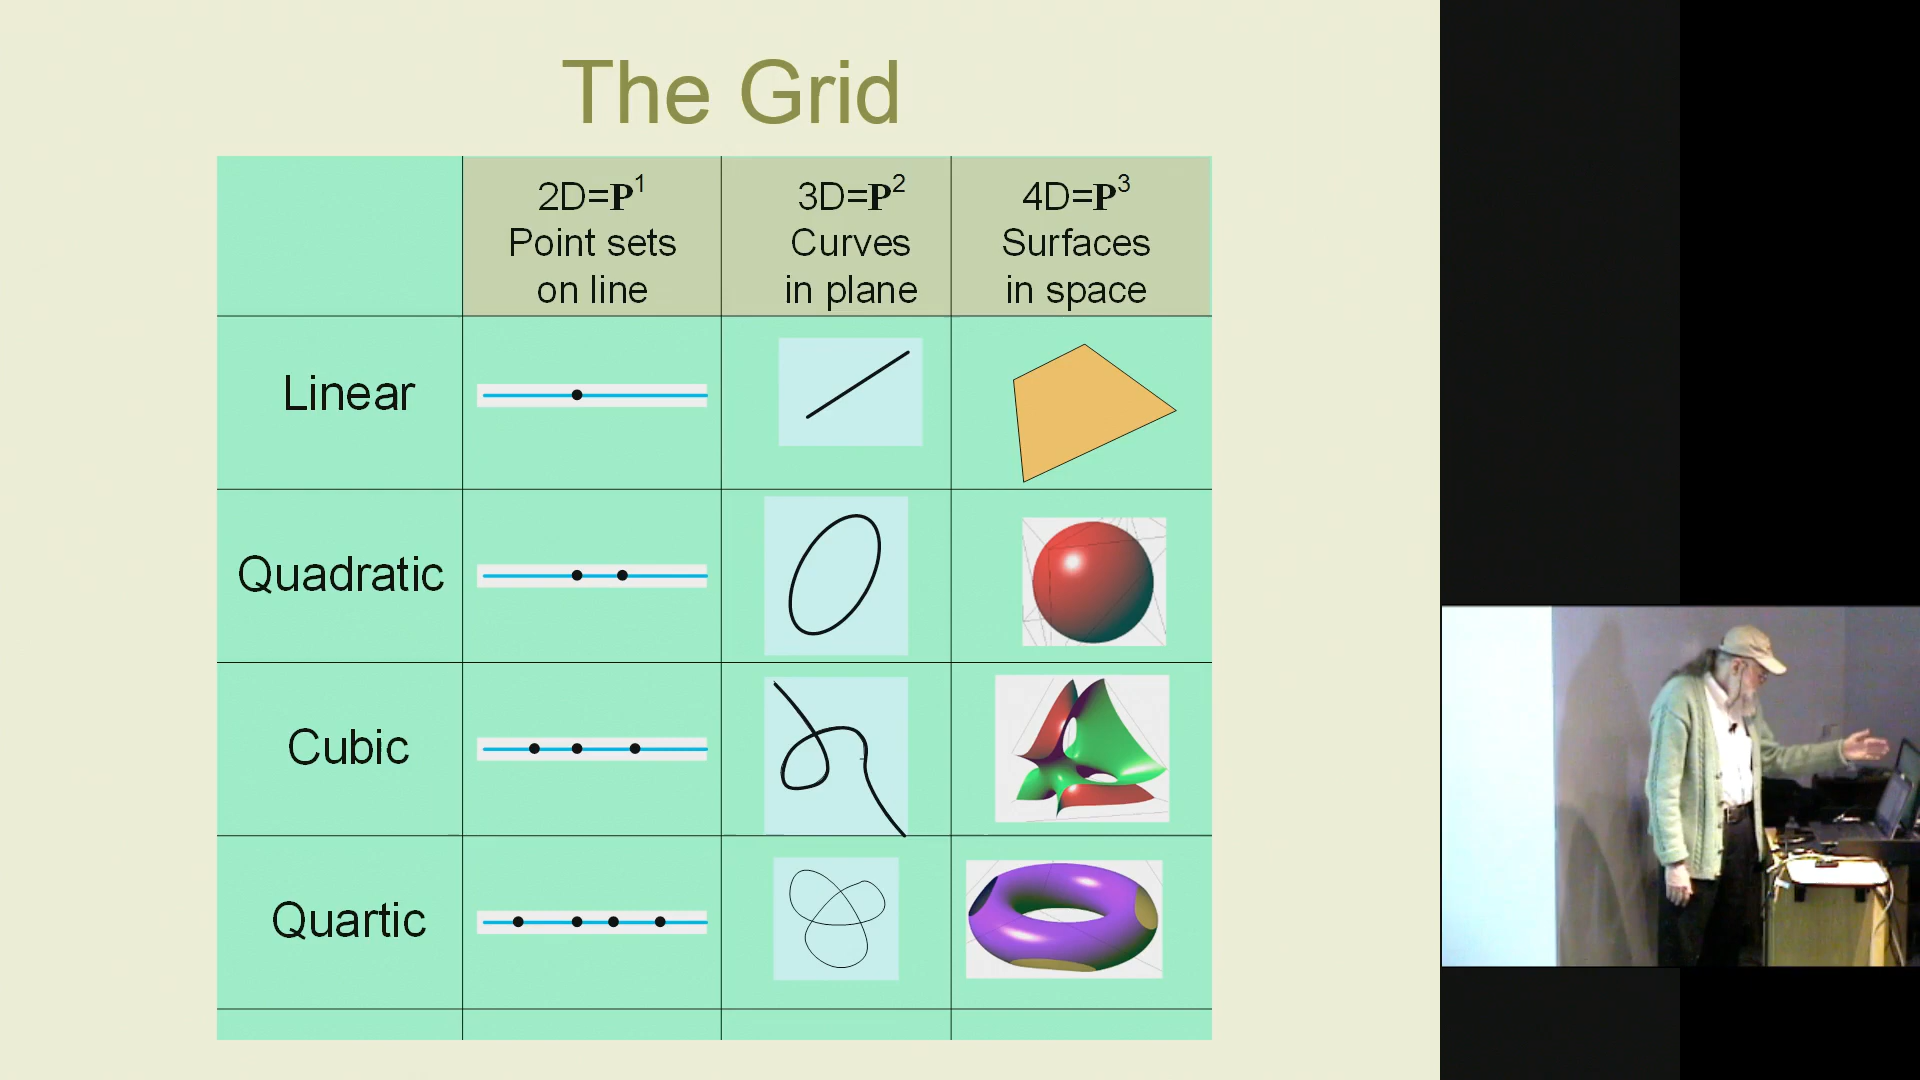 The Grid
2D=P¹
Point sets
on line
3D=P²
Curves
in plane
4D=P³
Surfaces
in space
Linear
Quadratic
Cubic
Quartic